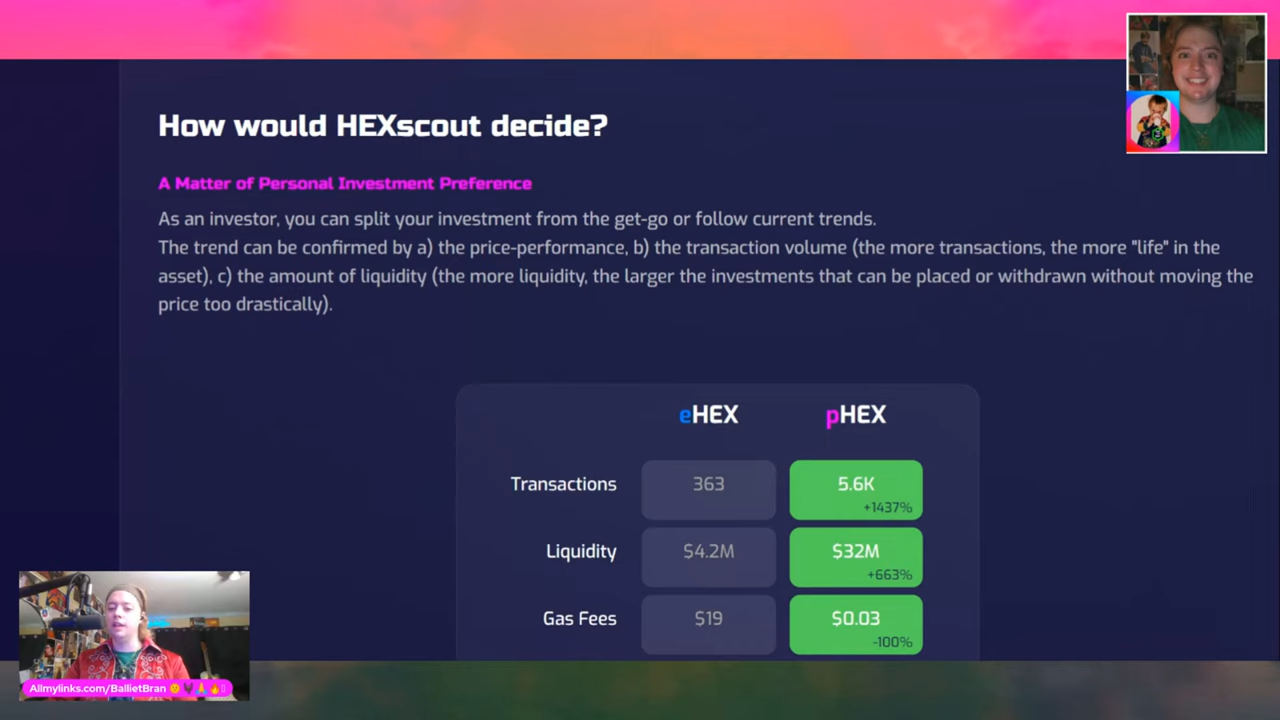 How would HEXscout decide?
A Matter of Personal Investment Preference
As an investor, you can split your investment from the get-go or follow current trends.
The trend can be confirmed by a) the price-performance, b) the transaction volume (the more transactions, the more "life" in the
asset), c) the amount of liquidity (the more liquidity, the larger the investments that can be placed or withdrawn without moving the
price too drastically).
eHEX pHEX
Transactions 363 5.6K
+1437%
Liquidity $4.2M $32M
+663%
Gas Fees $19 $0.03
-100%
Allmylinks.com/BallietBran